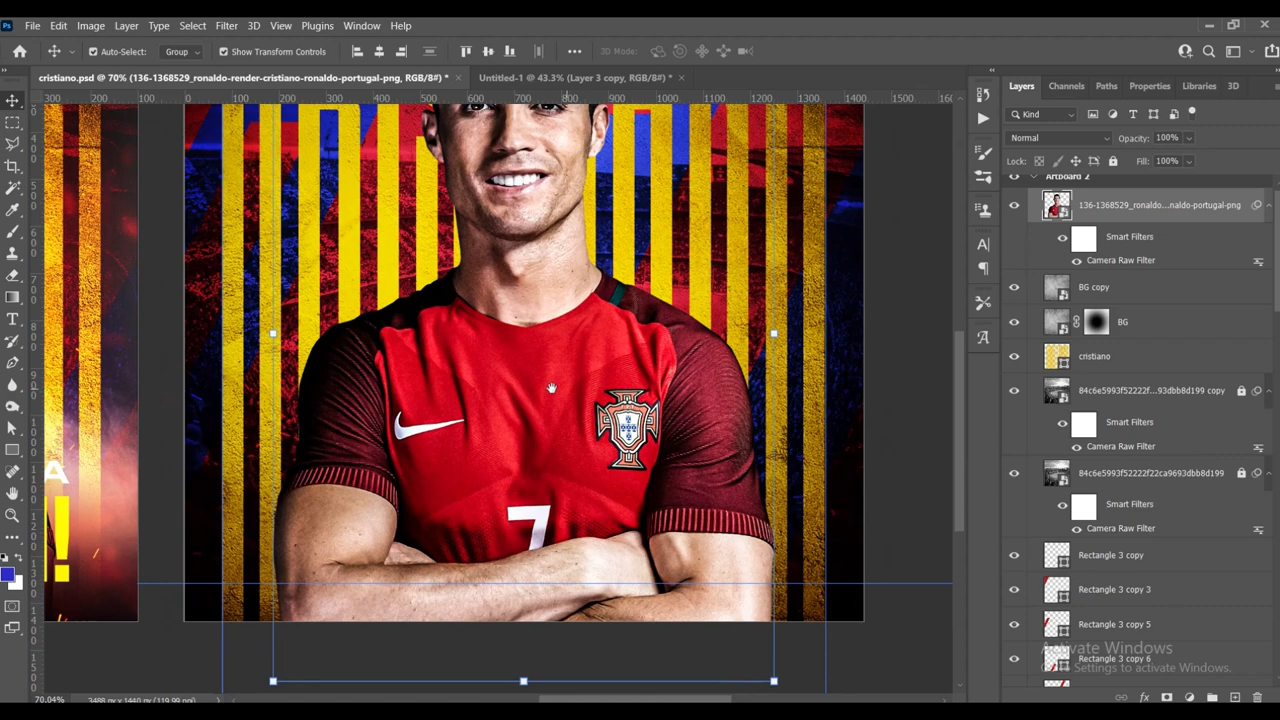 Ps File Edit Image Layer Type Select Filter 3D View Plugins Window Help
Auto-Select: Group Show Transform Controls 3D Mode:
cristiano.psd @ 70% (136-1368529_ronaldo-render-cristiano-ronaldo-portugal-png, RGB/8#) * × Untitled-1 @ 43.3% (Layer 3 copy, RGB/8#) * ×
300 200 100 0 100 200 300 400 500 600 700 800 900 1000 1100 1200 1300 1400 1500
Layers Channels Paths Properties Libraries 3D
Kind
Normal Opacity: 100%
Lock: Fill: 100%
Artboard 2
136-1368529_ronaldo...naldo-portugal-png
Smart Filters
Camera Raw Filter
BG copy
BG
cristiano
84c6e5993f52222f...93dbb8d199 copy
Smart Filters
Camera Raw Filter
84c6e5993f52222f22ca9693dbb8d199
Smart Filters
Camera Raw Filter
Rectangle 3 copy
Rectangle 3 copy 3
Rectangle 3 copy 5
Rectangle 3 copy 6
Activate Windows
Settings to activate Windows.
A
!
7
fx